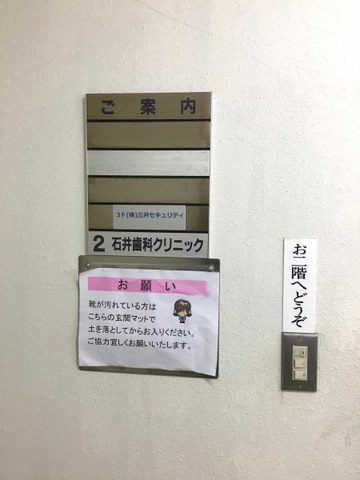 ご案内
3F(株)三井セキュリティ
2 石井歯科クリニック
お願い
靴が汚れている方は
こちらの玄関マットで
土を落としてからお入りください。
ご協力宜しくお願いいたします。
お二階へどうぞ